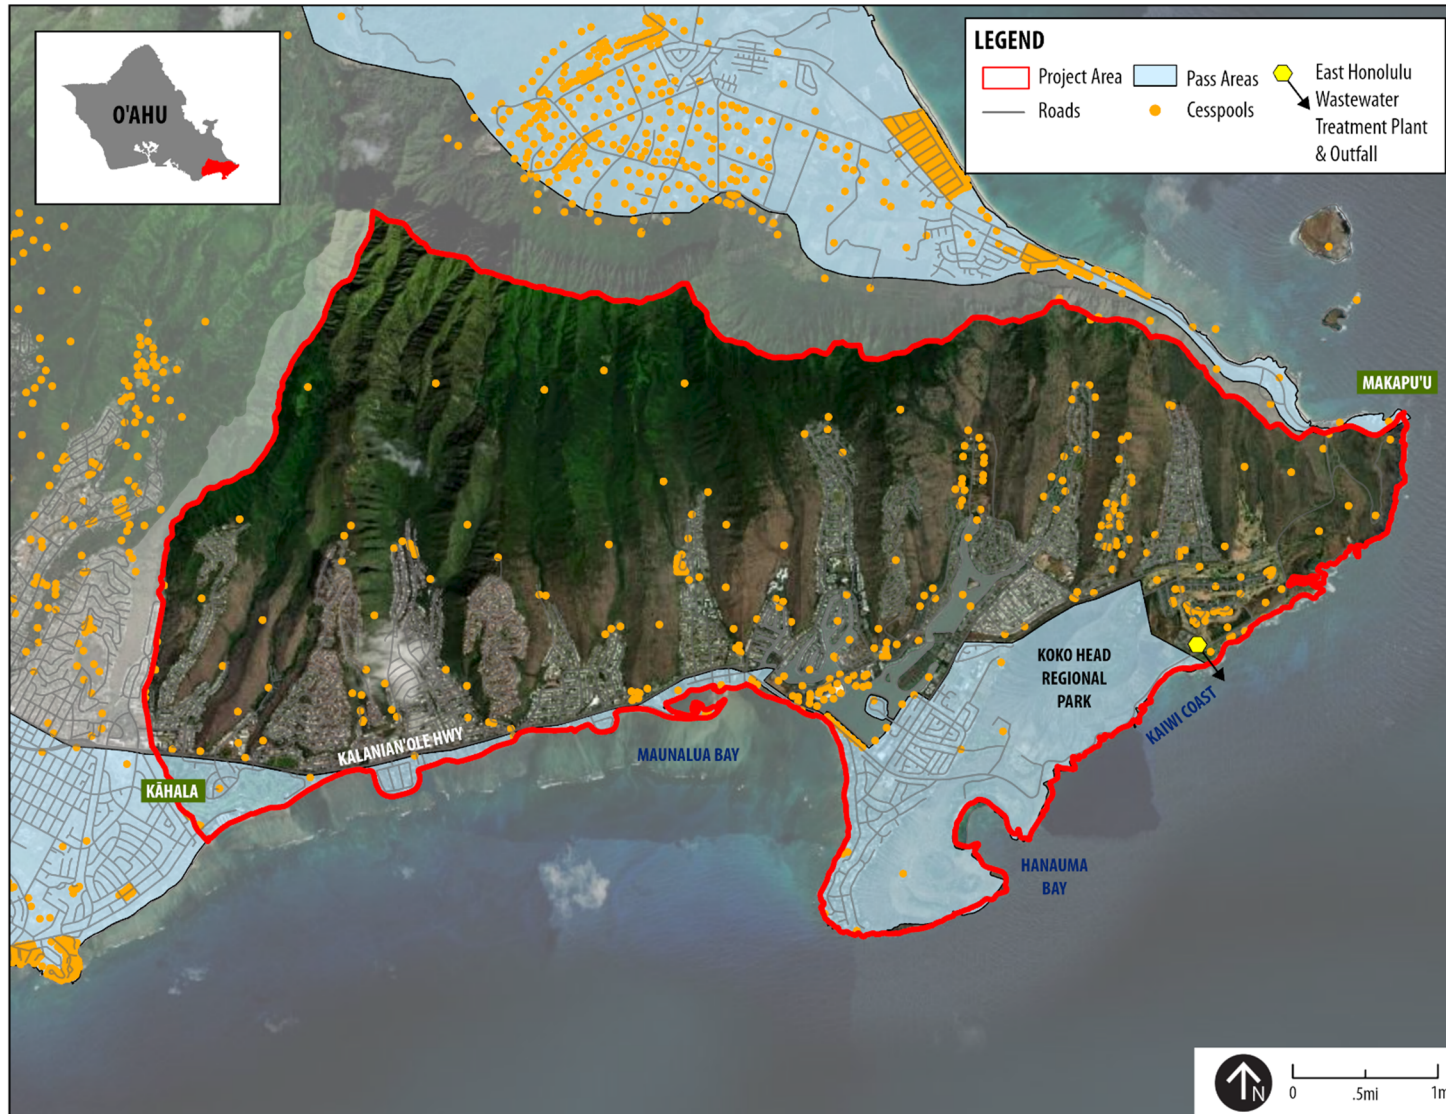 O'AHU
LEGEND
Project Area
Pass Areas
East Honolulu
Wastewater
Treatment Plant
& Outfall
Roads
Cesspools
MAKAPU'U
KOKO HEAD
REGIONAL
PARK
KAIWI COAST
KALANIAN'OLE HWY
MAUNALUA BAY
KĀHALA
HANAUMA
BAY
N
0
.5mi
1m